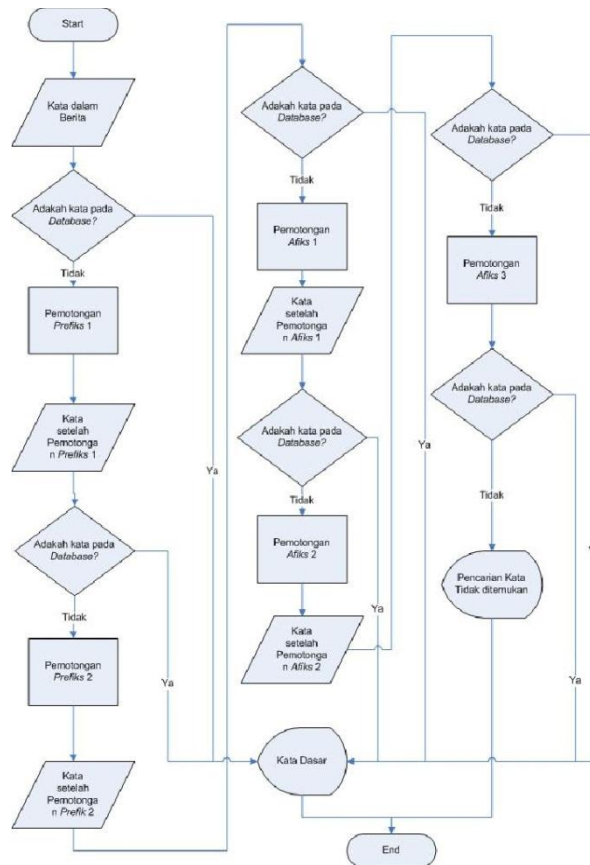 Start
Kata dalam
Berita
Adakah kata pada
Database?
Tidak
Pemotongan
Prefiks 1
Kata
setelah
Pemotonga
n Prefiks 1
Adakah kata pada
Database?
Tidak
Pemotongan
Prefiks 2
Kata
setelah
Pemotonga
n Prefik 2
Ya
Ya
Adakah kata pada
Database?
Tidak
Pemotongan
Afiks 1
Kata
setelah
Pemotonga
n Afiks 1
Adakah kata pada
Database?
Tidak
Pemotongan
Afiks 2
Kata
setelah
Pemotonga
n Afiks 2
Ya
Ya
Kata Dasar
Adakah kata pada
Database?
Tidak
Pemotongan
Afiks 3
Adakah kata pada
Database?
Tidak
Pencarian Kata
Tidak ditemukan
Ya
End